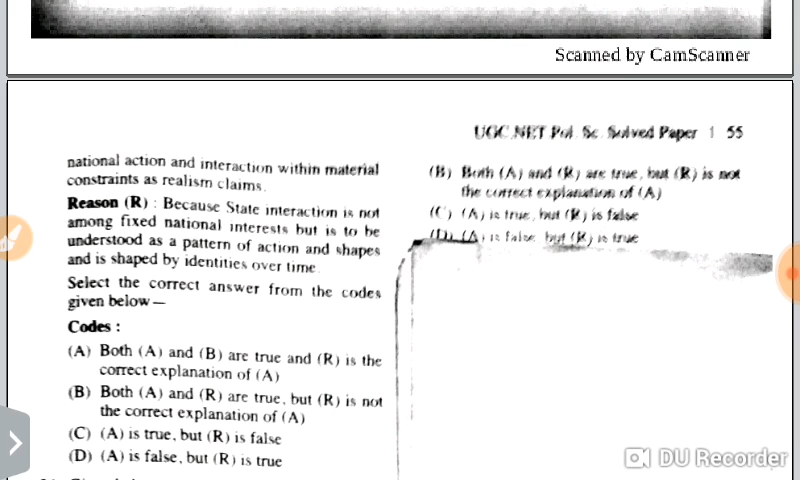 Scanned by CamScanner
UGC NET Pol. Sc. Solved Paper | 55
national action and interaction within material
constraints as realism claims.
Reason (R) : Because State interaction is not
among fixed national interests but is to be
understood as a pattern of action and shapes
and is shaped by identities over time.
Select the correct answer from the codes
given below—
Codes :
(A) Both (A) and (B) are true and (R) is the
correct explanation of (A)
(B) Both (A) and (R) are true, but (R) is not
the correct explanation of (A)
(C) (A) is true, but (R) is false
(D) (A) is false, but (R) is true
(B) Both (A) and (R) are true, but (R) is not
the correct explanation of (A)
(C) (A) is true, but (R) is false
(D) (A) is false, but (R) is true
DU Recorder